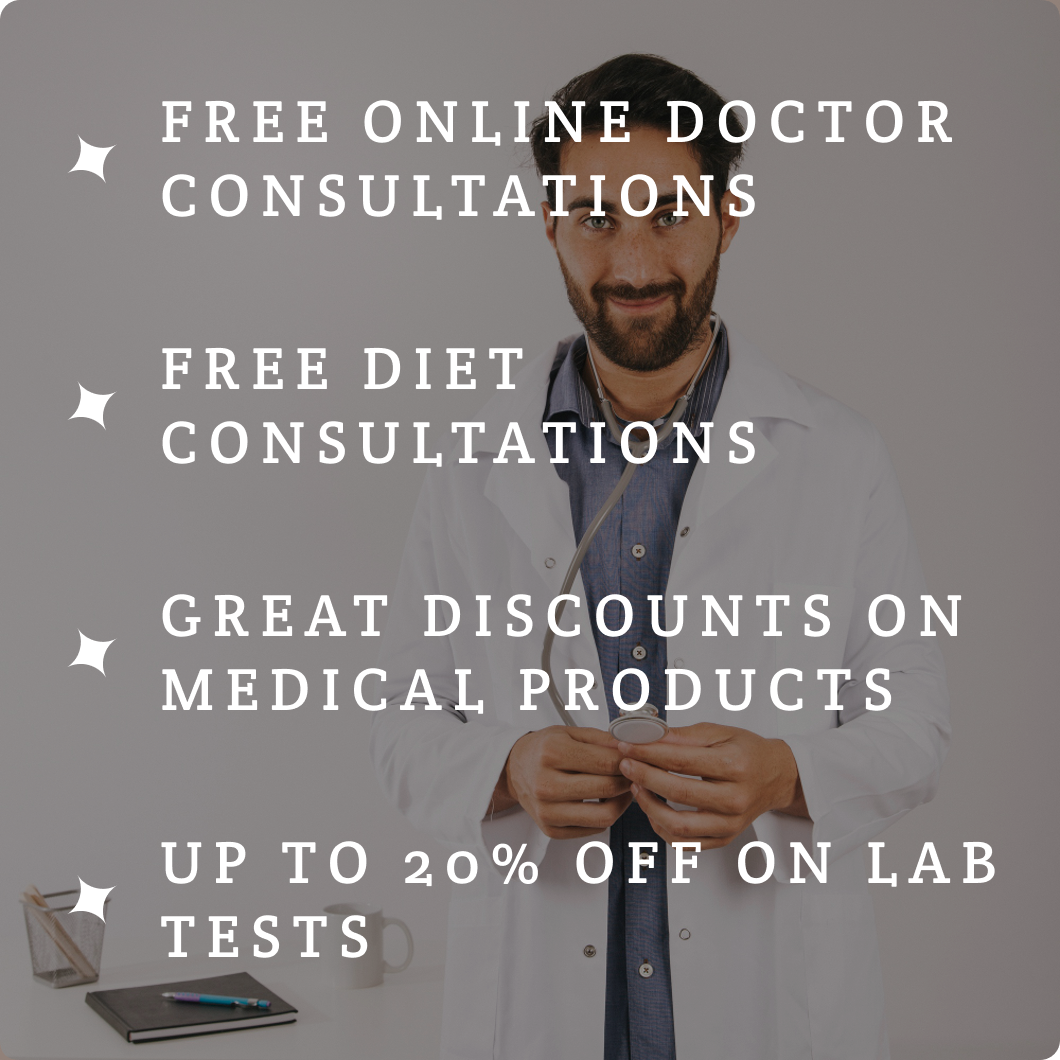 FREE ONLINE DOCTOR
CONSULTATIONS
FREE DIET
CONSULTATIONS
GREAT DISCOUNTS ON
MEDICAL PRODUCTS
UP TO 20% OFF ON LAB
TESTS